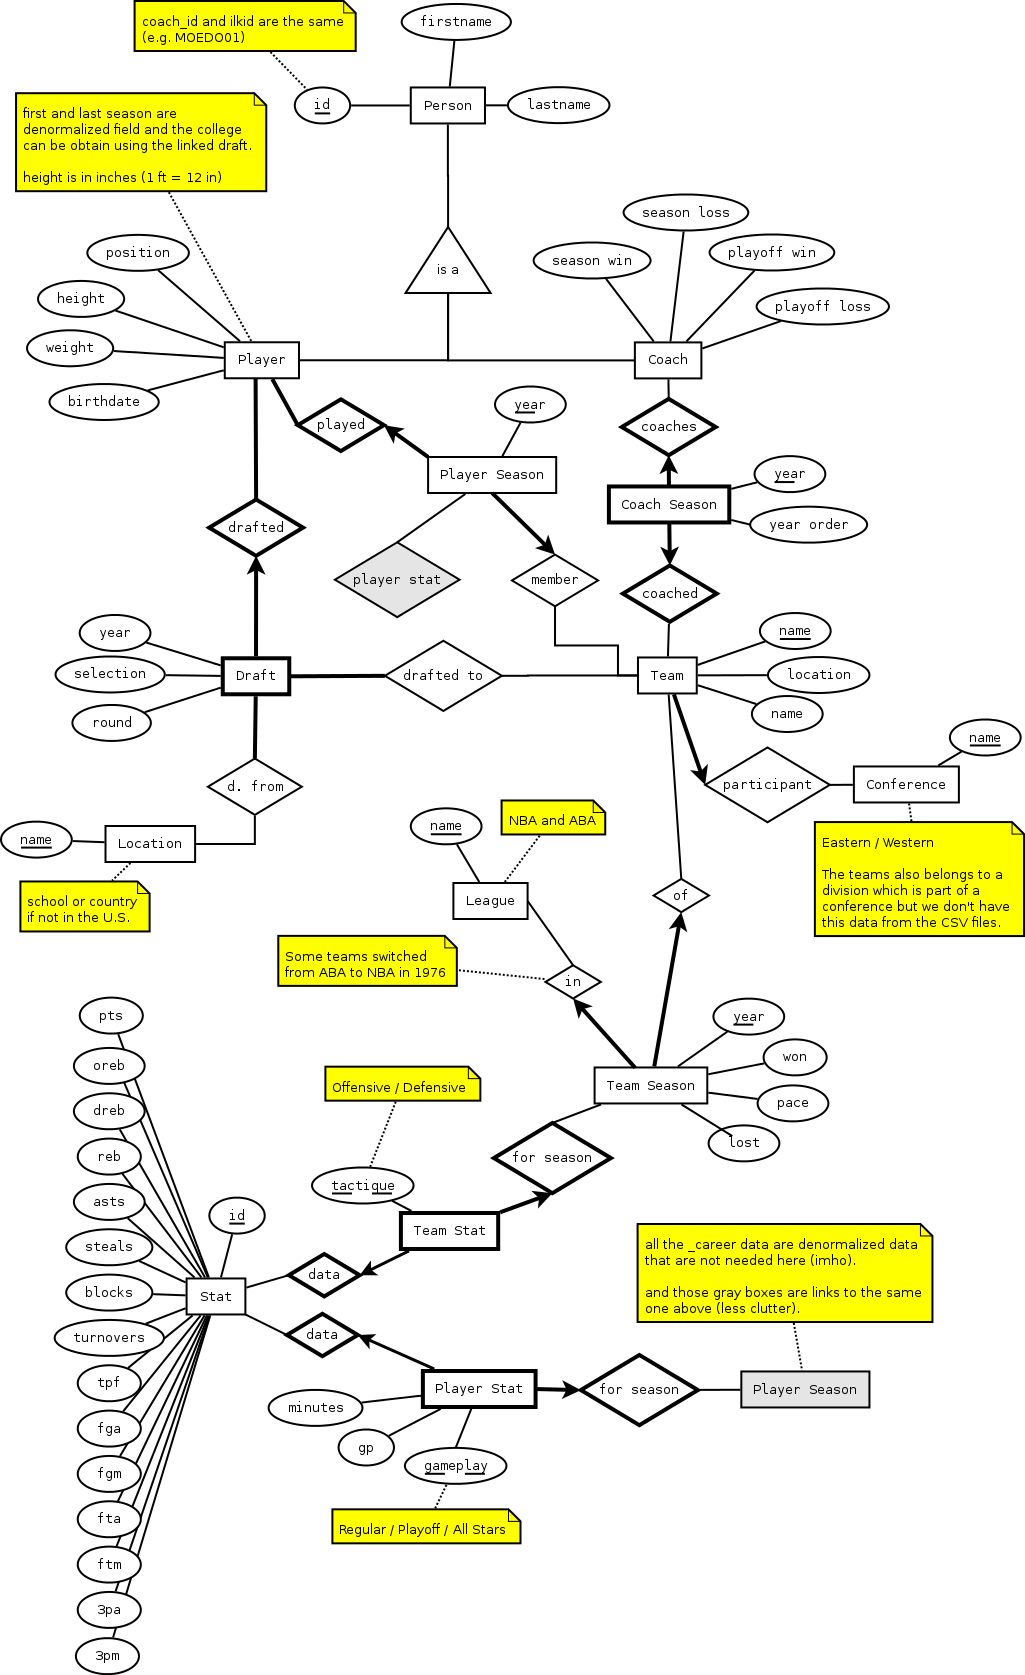 coach_id and ilkid are the same
(e.g. MOEDO01)
firstname
id
Person
lastname
first and last season are
denormalized field and the college
can be obtain using the linked draft.
height is in inches (1 ft = 12 in)
is a
position
height
weight
birthdate
Player
season loss
season win
playoff win
playoff loss
Coach
played
year
Player Season
coaches
year
Coach Season
year order
drafted
player stat
member
coached
year
selection
round
Draft
drafted to
name
Team
location
name
d. from
name
Location
school or country
if not in the U.S.
participant
name
Conference
Eastern / Western
The teams also belongs to a
division which is part of a
conference but we don't have
this data from the CSV files.
name
NBA and ABA
League
of
Some teams switched
from ABA to NBA in 1976
in
year
won
Team Season
pace
lost
Offensive / Defensive
for season
tactique
Team Stat
pts
oreb
dreb
reb
asts
steals
blocks
turnovers
tpf
fga
fgm
fta
ftm
3pa
3pm
id
Stat
data
data
all the _career data are denormalized data
that are not needed here (imho).
and those gray boxes are links to the same
one above (less clutter).
Player Stat
for season
Player Season
minutes
gp
gameplay
Regular / Playoff / All Stars